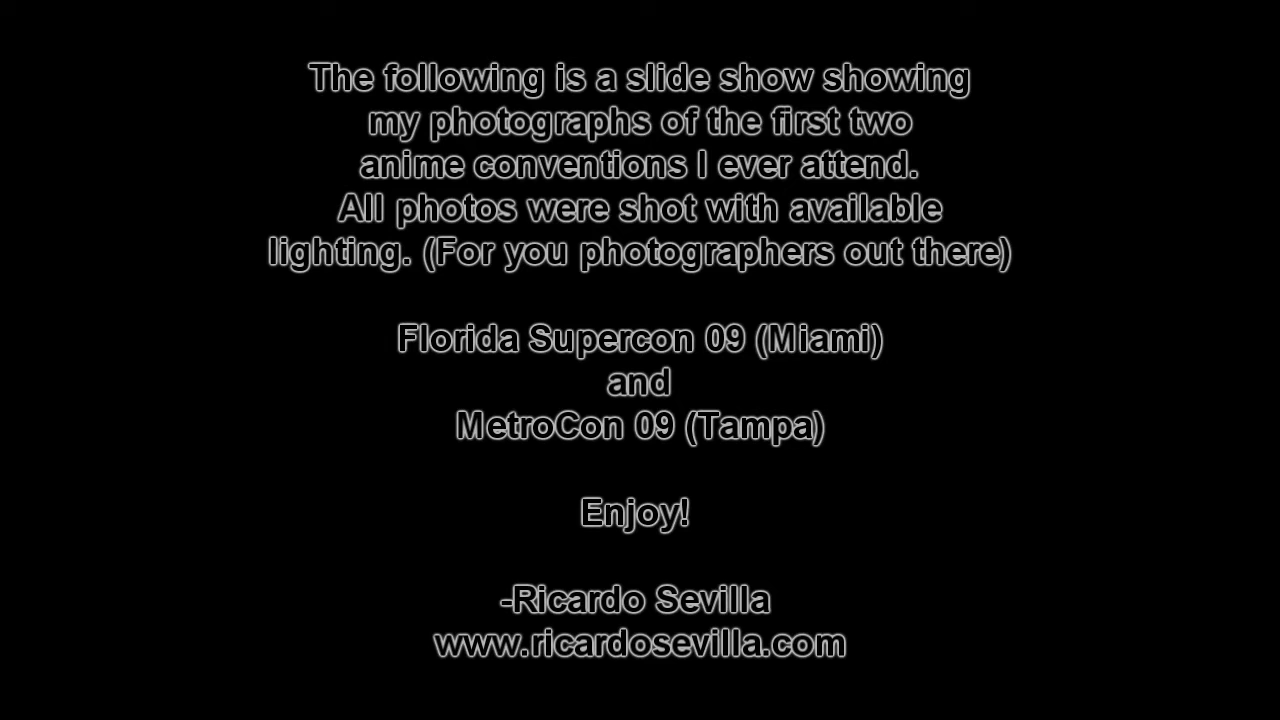 The following is a slide show showing
my photographs of the first two
anime conventions I ever attend.
All photos were shot with available
lighting. (For you photographers out there)
Florida Supercon 09 (Miami)
and
MetroCon 09 (Tampa)
Enjoy!
-Ricardo Sevilla
www.ricardosevilla.com